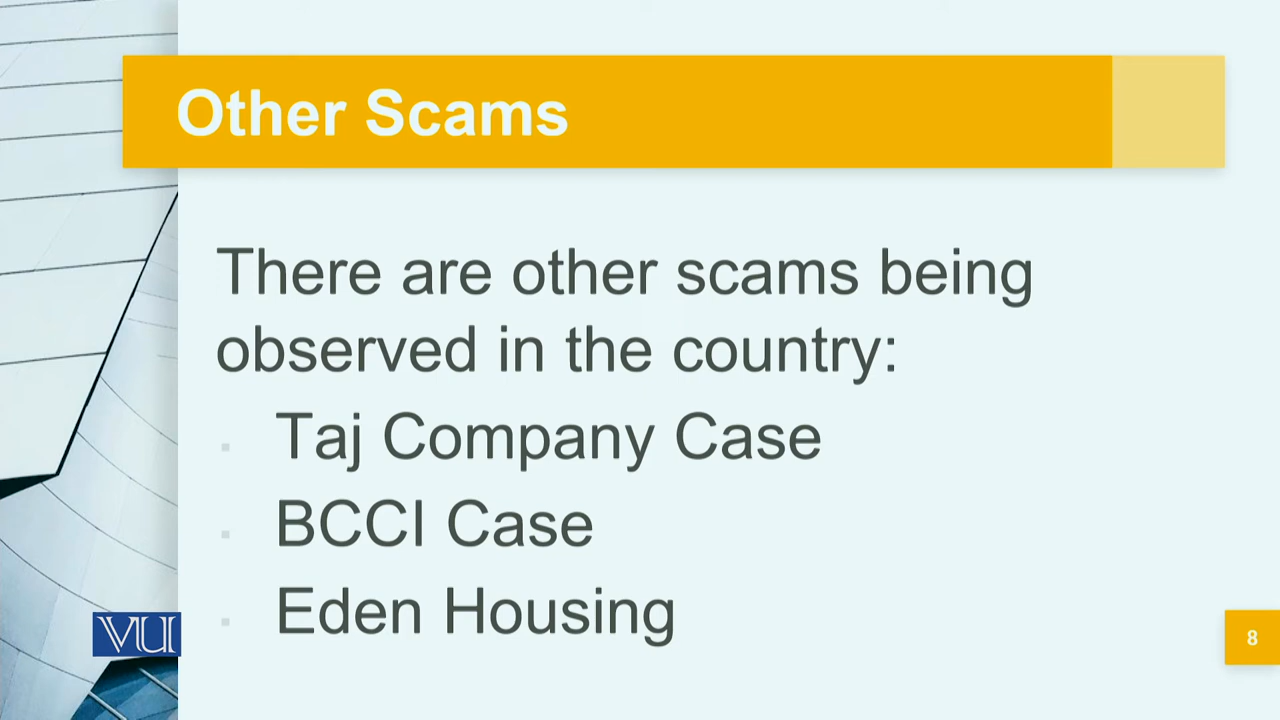 Other Scams
There are other scams being
observed in the country:
Taj Company Case
BCCI Case
Eden Housing
VU
8